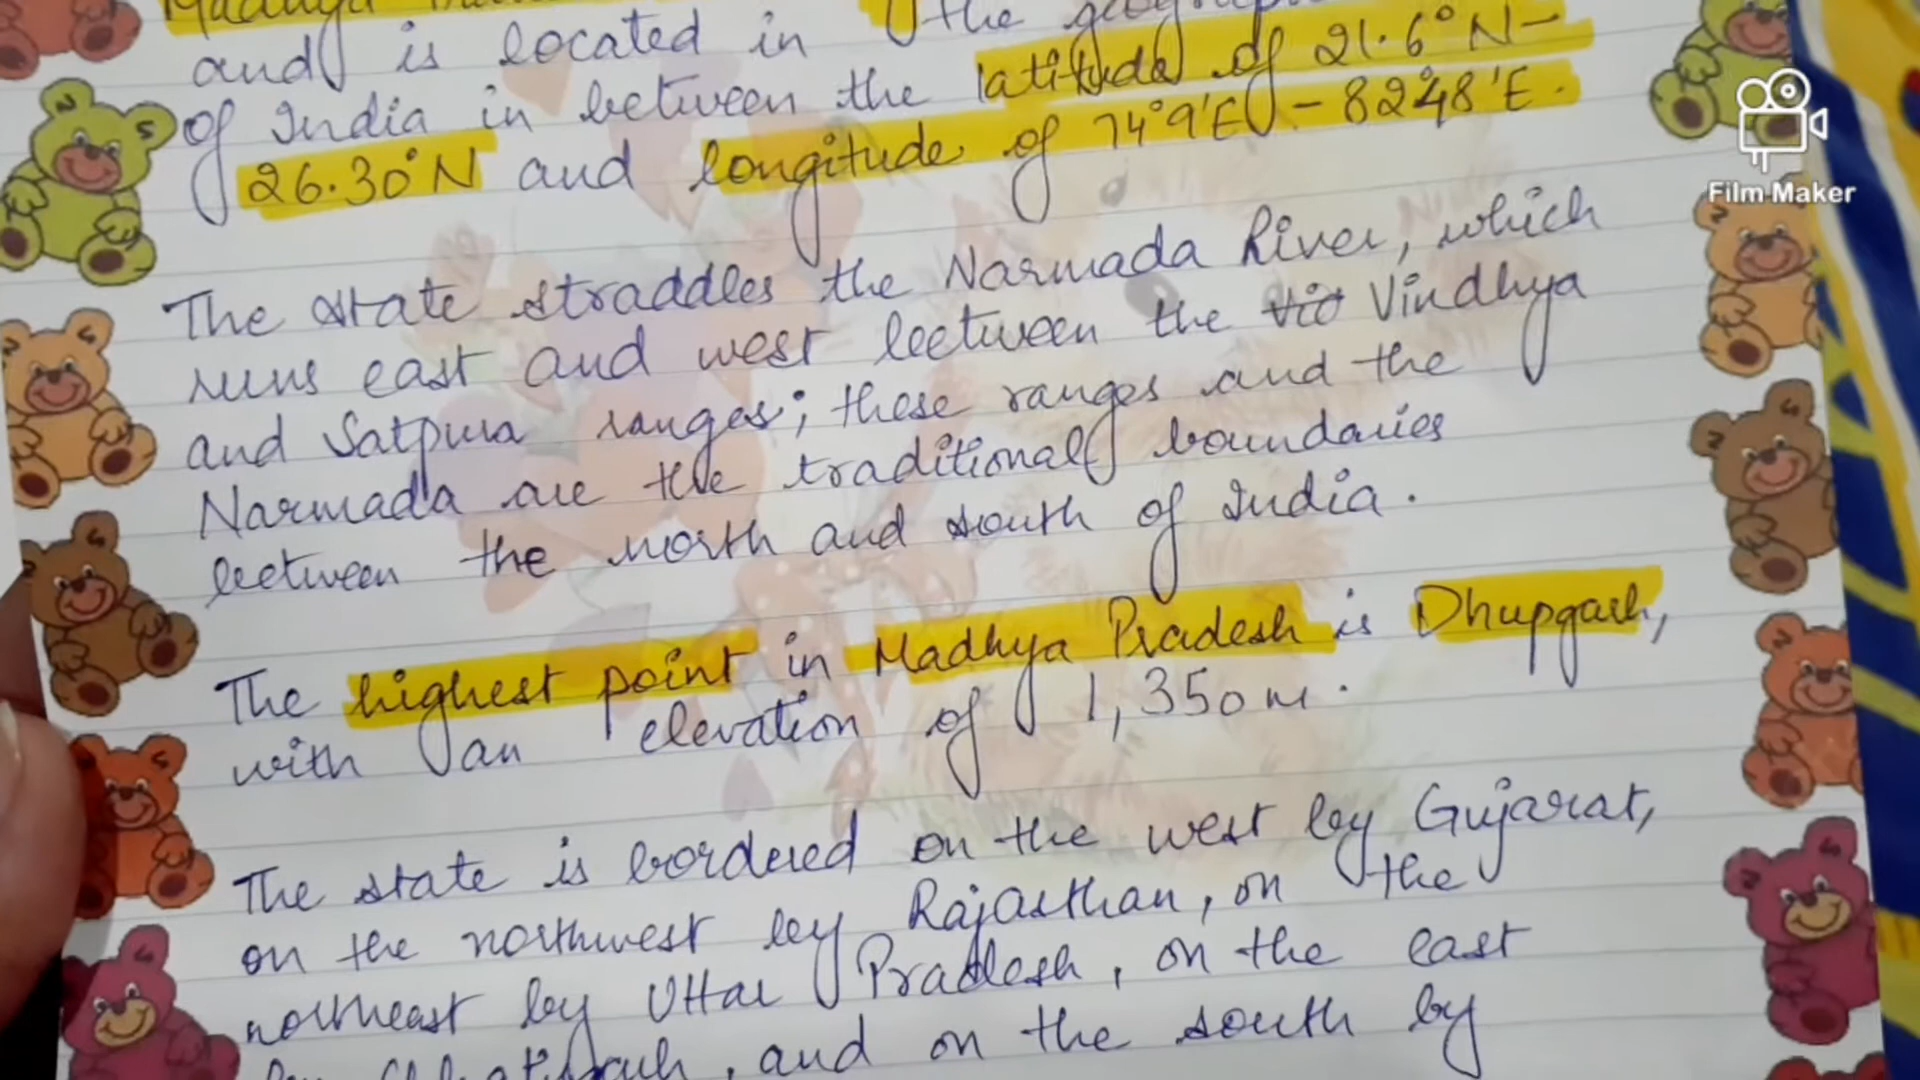 Madhya
and is located in the
of India in between the latitude of 21.6°N-
26.30°N and longitude of 74°9'E - 82°48'E.
The state straddles the Narmada River, which
runs east and west between the Vindhya
and Satpura ranges; these ranges and the
Narmada are the traditional boundaries
between the north and south of India.
The highest point in Madhya Pradesh is Dhupgarh,
with an elevation of 1,350m.
The state is bordered on the west by Gujarat,
on the northwest by Rajasthan, on the
northeast by Uttar Pradesh, on the east
by Chhattisgarh, and on the south by
Film Maker